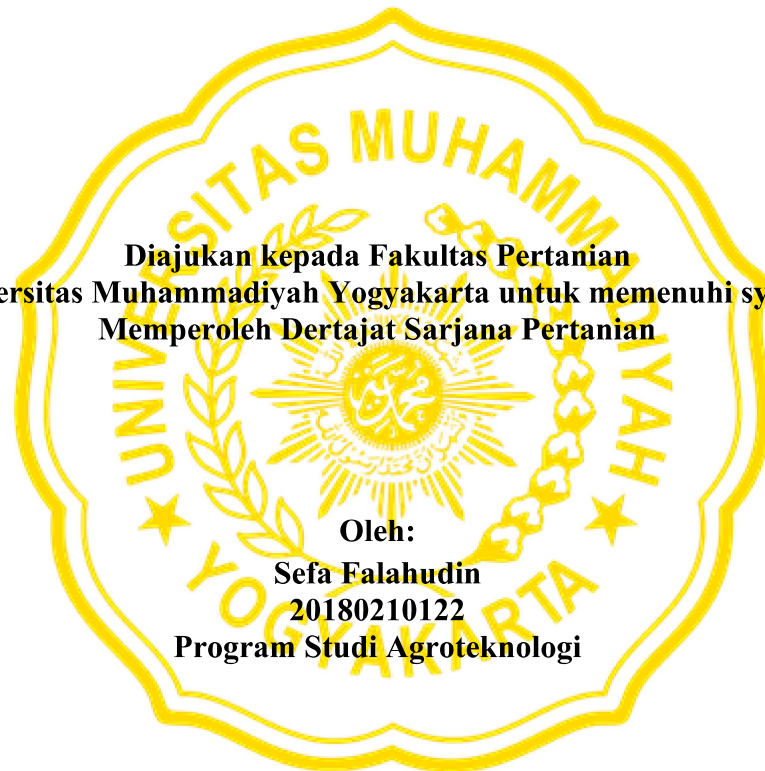 UNIVERSITAS MUHAMMADIYAH
Diajukan kepada Fakultas Pertanian
ersitas Muhammadiyah Yogyakarta untuk memenuhi sy
Memperoleh Dertajat Sarjana Pertanian
Oleh:
Sefa Falahudin
20180210122
Program Studi Agroteknologi
YOGYAKARTA